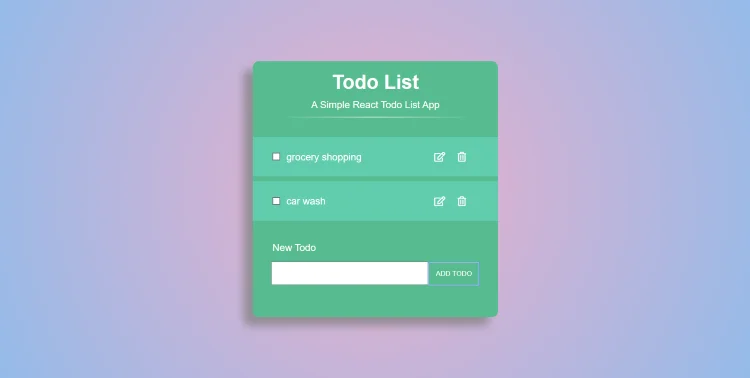 Todo List
A Simple React Todo List App
grocery shopping
car wash
New Todo
ADD TODO